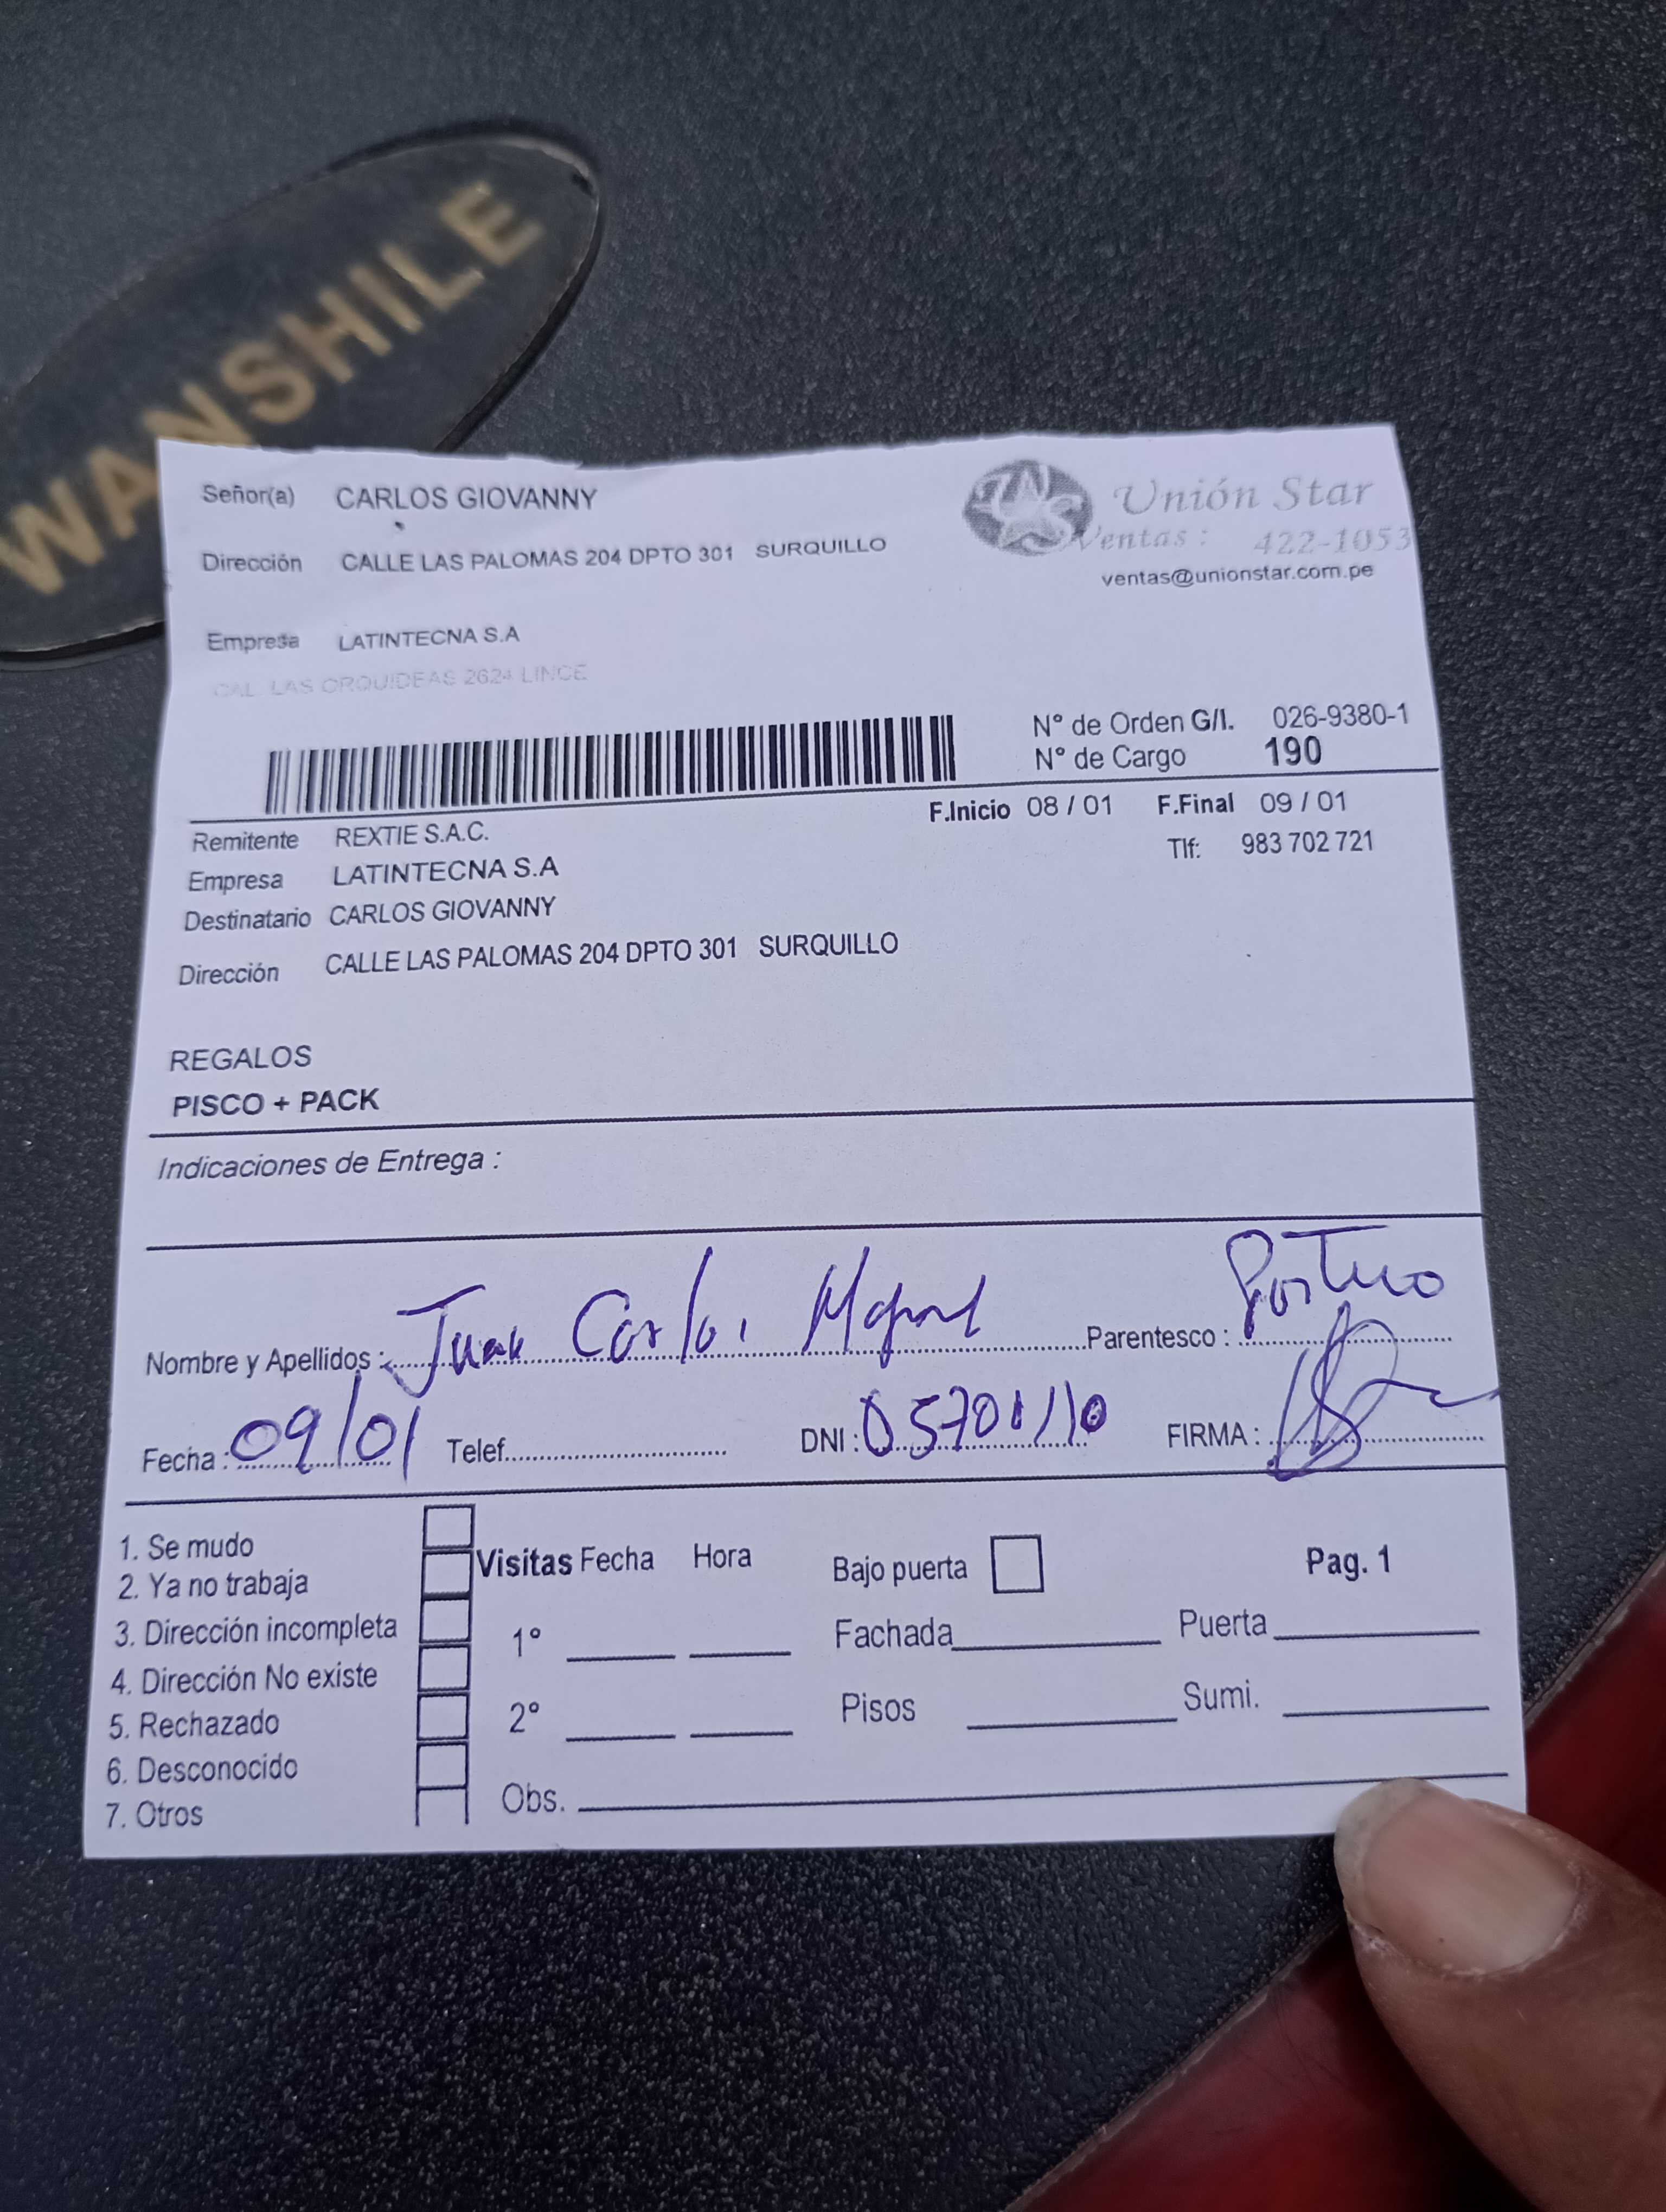 WANSHILE
Señor(a) CARLOS GIOVANNY
Unión Star
Dirección CALLE LAS PALOMAS 204 DPTO 301 SURQUILLO
Ventas : 422-1053
ventas@unionstar.com.pe
Empresa LATINTECNA S.A
CAL LAS ORQUIDEAS 2624 LINCE
N° de Orden G/I. 026-9380-1
N° de Cargo 190
F.Inicio 08 / 01 F.Final 09 / 01
Remitente REXTIE S.A.C.
Tlf: 983 702 721
Empresa LATINTECNA S.A
Destinatario CARLOS GIOVANNY
Dirección CALLE LAS PALOMAS 204 DPTO 301 SURQUILLO
REGALOS
PISCO + PACK
Indicaciones de Entrega :
Nombre y Apellidos : Juan Carlos Parentesco :
Fecha : 09/01 Telef. DNI : FIRMA :
1. Se mudo
2. Ya no trabaja
3. Dirección incompleta
4. Dirección No existe
5. Rechazado
6. Desconocido
7. Otros
Visitas Fecha Hora
1°
2°
Obs.
Bajo puerta
Pag. 1
Fachada Puerta
Pisos Sumi.